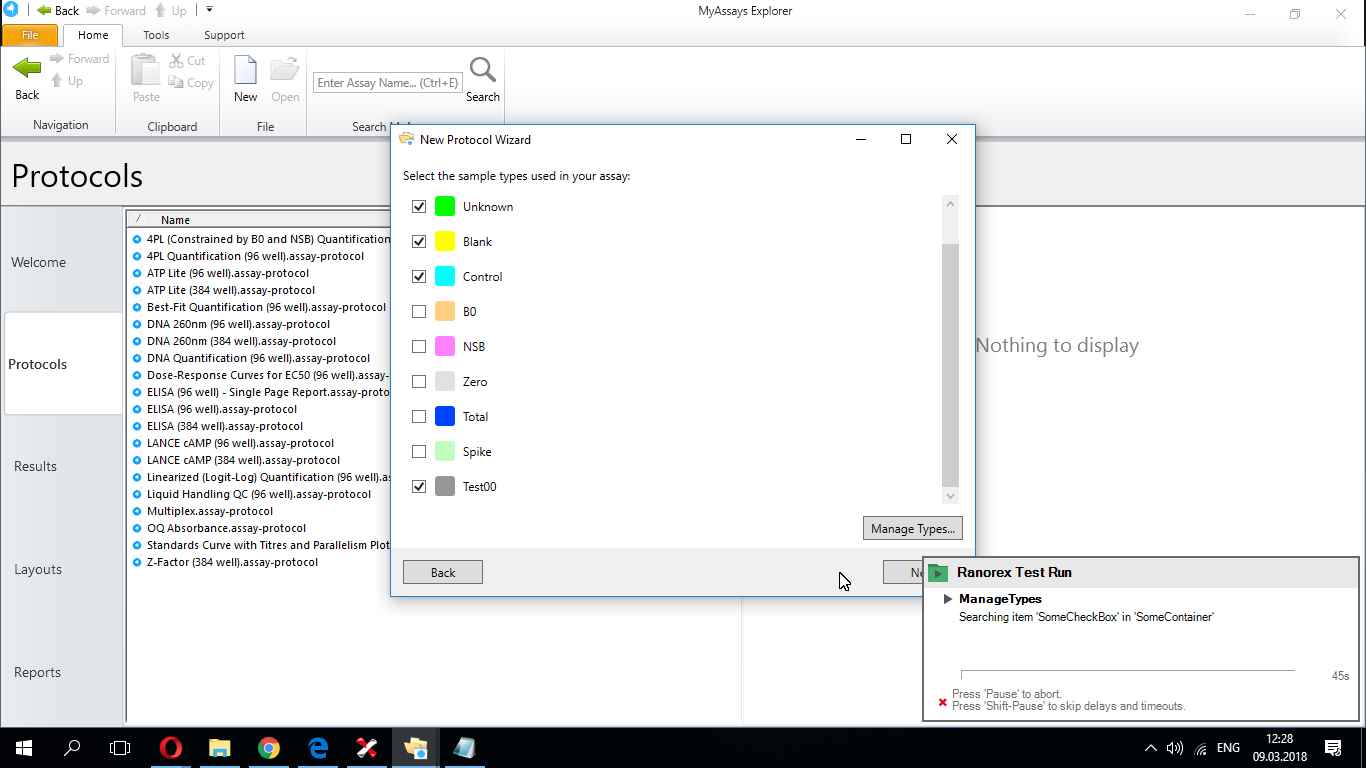 Back Forward Up
MyAssays Explorer
File Home Tools Support
Back
Forward
Up
Navigation
Paste
Cut
Copy
Clipboard
New
Open
File
Enter Assay Name... (Ctrl+E)
Search
Search
Protocols
Welcome
Protocols
Results
Layouts
Reports
Name
4PL (Constrained by B0 and NSB) Quantification
4PL Quantification (96 well).assay-protocol
ATP Lite (96 well).assay-protocol
ATP Lite (384 well).assay-protocol
Best-Fit Quantification (96 well).assay-protocol
DNA 260nm (96 well).assay-protocol
DNA 260nm (384 well).assay-protocol
DNA Quantification (96 well).assay-protocol
Dose-Response Curves for EC50 (96 well).assay-
ELISA (96 well) - Single Page Report.assay-proto
ELISA (96 well).assay-protocol
ELISA (384 well).assay-protocol
LANCE cAMP (96 well).assay-protocol
LANCE cAMP (384 well).assay-protocol
Linearized (Logit-Log) Quantification (96 well).as
Liquid Handling QC (96 well).assay-protocol
Multiplex.assay-protocol
OQ Absorbance.assay-protocol
Standards Curve with Titres and Parallelism Plot
Z-Factor (384 well).assay-protocol
Nothing to display
New Protocol Wizard
Select the sample types used in your assay:
Unknown
Blank
Control
B0
NSB
Zero
Total
Spike
Test00
Manage Types...
Back
Ne
Ranorex Test Run
ManageTypes
Searching item 'SomeCheckBox' in 'SomeContainer'
45s
Press 'Pause' to abort.
Press 'Shift-Pause' to skip delays and timeouts.
ENG
12:28
09.03.2018